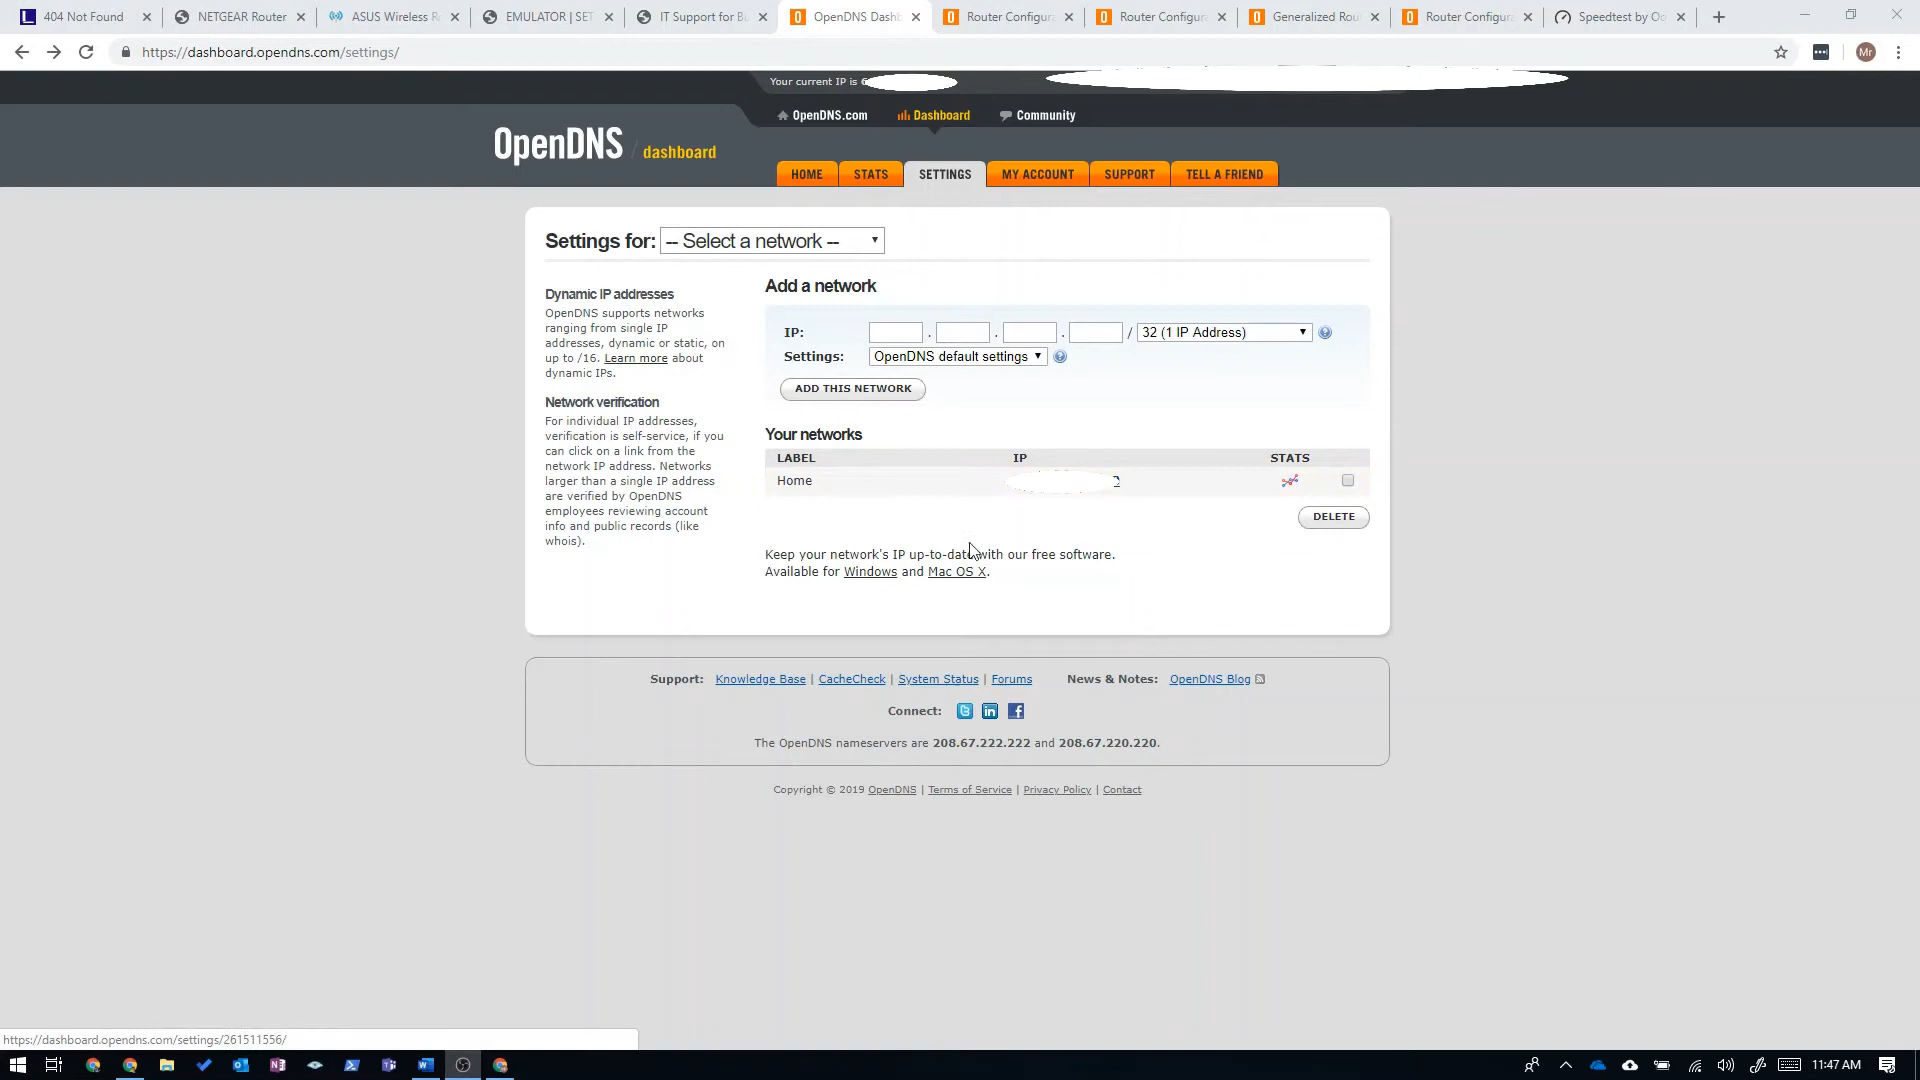 404 Not Found
NETGEAR Router
ASUS Wireless R
EMULATOR | SET
IT Support for Bu
OpenDNS Dashb
Router Configura
Router Configura
Generalized Rou
Router Configura
Speedtest by Oo
https://dashboard.opendns.com/settings/
Mr
Your current IP is 6
OpenDNS.com
Dashboard
Community
OpenDNS / dashboard
HOME
STATS
SETTINGS
MY ACCOUNT
SUPPORT
TELL A FRIEND
Settings for: -- Select a network --
Dynamic IP addresses
OpenDNS supports networks
ranging from single IP
addresses, dynamic or static, on
up to /16. Learn more about
dynamic IPs.
Network verification
For individual IP addresses,
verification is self-service, if you
can click on a link from the
network IP address. Networks
larger than a single IP address
are verified by OpenDNS
employees reviewing account
info and public records (like
whois).
Add a network
IP: . . . / 32 (1 IP Address)
Settings: OpenDNS default settings
ADD THIS NETWORK
Your networks
LABEL IP STATS
Home
DELETE
Keep your network's IP up-to-date with our free software.
Available for Windows and Mac OS X.
Support: Knowledge Base | CacheCheck | System Status | Forums News & Notes: OpenDNS Blog
Connect:
The OpenDNS nameservers are 208.67.222.222 and 208.67.220.220.
Copyright © 2019 OpenDNS | Terms of Service | Privacy Policy | Contact
https://dashboard.opendns.com/settings/261511556/
11:47 AM